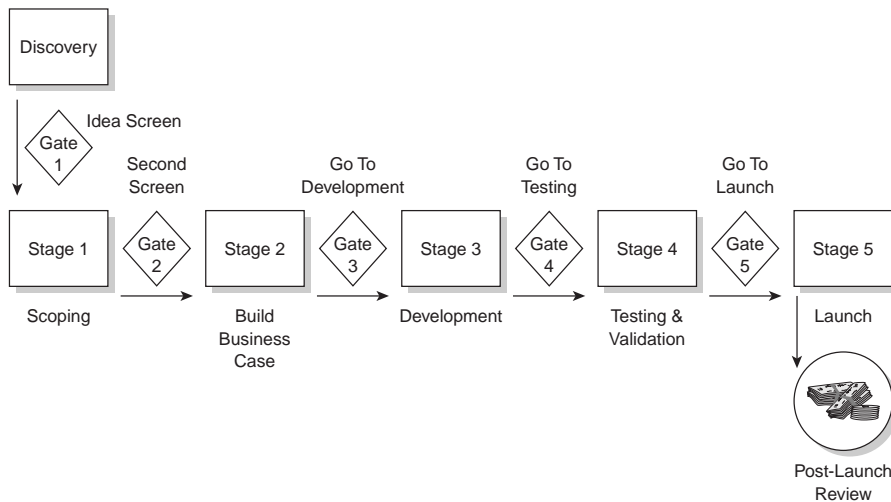 Discovery
Idea Screen
Gate
1
Second
Screen
Go To
Development
Go To
Testing
Go To
Launch
Stage 1
Gate
2
Stage 2
Gate
3
Stage 3
Gate
4
Stage 4
Gate
5
Stage 5
Scoping
Build
Business
Case
Development
Testing &
Validation
Launch
Post-Launch
Review